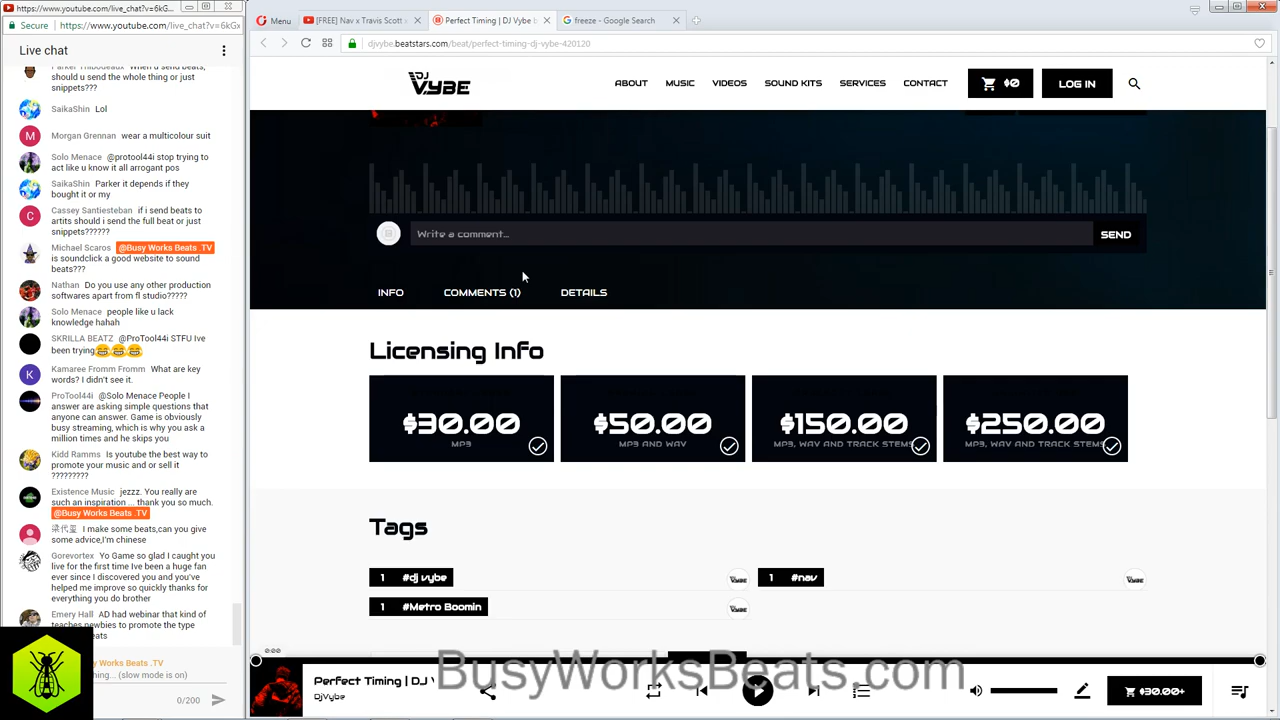 https://www.youtube.com/live_chat?v=6kG...
Secure https://www.youtube.com/live_chat?v=6kGx
Live chat
should u send the whole thing or just
snippets???
SaikaShin Lol
Morgan Grennan wear a multicolour suit
Solo Menace @protool44i stop trying to
act like u know it all arrogant pos
SaikaShin Parker it depends if they
bought it or my
Cassey Santiesteban if i send beats to
artits should i send the full beat or just
snippets??????
Michael Scaros @Busy Works Beats .TV
is soundclick a good website to sound
beats???
Nathan Do you use any other production
softwares apart from fl studio?????
Solo Menace people like u lack
knowledge hahah
SKRILLA BEATZ @ProTool44i STFU Ive
been trying😂😂😂
Kamaree Fromm Fromm What are key
words? I didn't see it.
ProTool44i @Solo Menace People I
answer are asking simple questions that
anyone can answer. Game is obviously
busy streaming, which is why you ask a
million times and he skips you
Kidd Ramms Is youtube the best way to
promote your music and or sell it
?????????
Existence Music jezzz. You really are
such an inspiration ... thank you so much.
@Busy Works Beats .TV
I make some beats,can you give
some advice,I'm chinese
Gorevortex Yo Game so glad I caught you
live for the first time Ive been a huge fan
ever since I discovered you and you've
helped me improve so quickly thanks for
everything you do brother
Emery Hall AD had webinar that kind of
teaches newbies to promote the type
eats
sy Works Beats .TV
hing... (slow mode is on)
0/200
Menu
[FREE] Nav x Travis Scott s
Perfect Timing | DJ Vybe b
freeze - Google Search
djvybe.beatstars.com/beat/perfect-timing-dj-vybe-420120
DJ VYBE
ABOUT MUSIC VIDEOS SOUND KITS SERVICES CONTACT $0 LOG IN
Write a comment... SEND
INFO COMMENTS (1) DETAILS
Licensing Info
$30.00 $50.00 $150.00 $250.00
MP3 MP3 AND WAV MP3, WAV AND TRACK STEMS MP3, WAV AND TRACK STEMS
Tags
1 #dj vybe VYBE 1 #nav VYBE
1 #Metro Boomin VYBE
0:00
BusyWorksBeats.com
Perfect Timing | DJ V
DjVybe
$30.00+